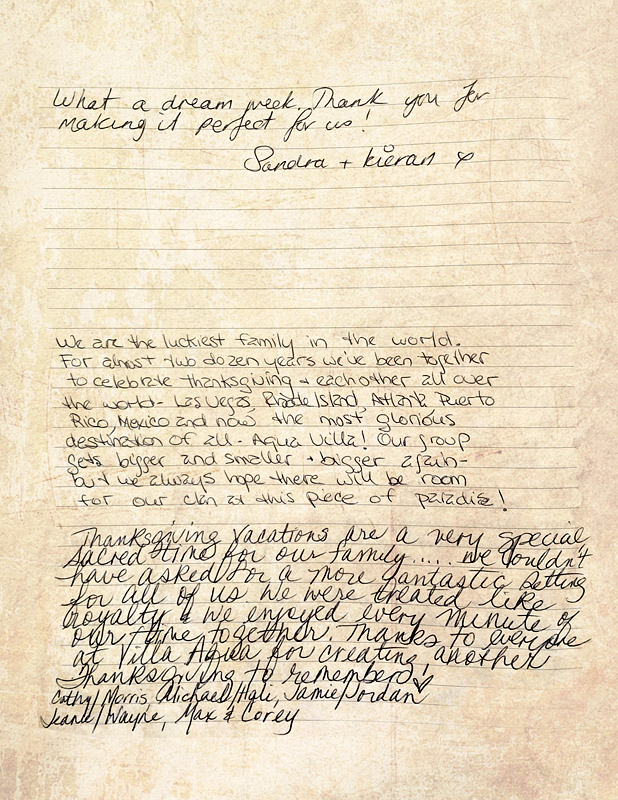 What a dream week. Thank you for
making it perfect for us!
Sandra + Kieran
We are the luckiest family in the world.
For almost two dozen years we've been together
to celebrate thanksgiving + each other all over
the world - Las Vegas, Rhode Island, Atlanta, Puerto
Rico, Mexico and now the most glorious
destination of all - Aqua Villa! Our group
gets bigger and smaller + bigger again -
but we always hope there will be room
for our clan at this piece of paradise!
Thanksgiving Vacations are a very special
sacred time for our family..... we couldn't
have asked for a more fantastic setting
for all of us we were treated like
royalty & we enjoyed every minute of
our time together. Thanks to everyone
at Villa Aqua for creating another
Thanksgiving to remember!
Cathy/Morris, Michael/Hali, Jamie/Jordan
Jeanie/Wayne, Max & Corey